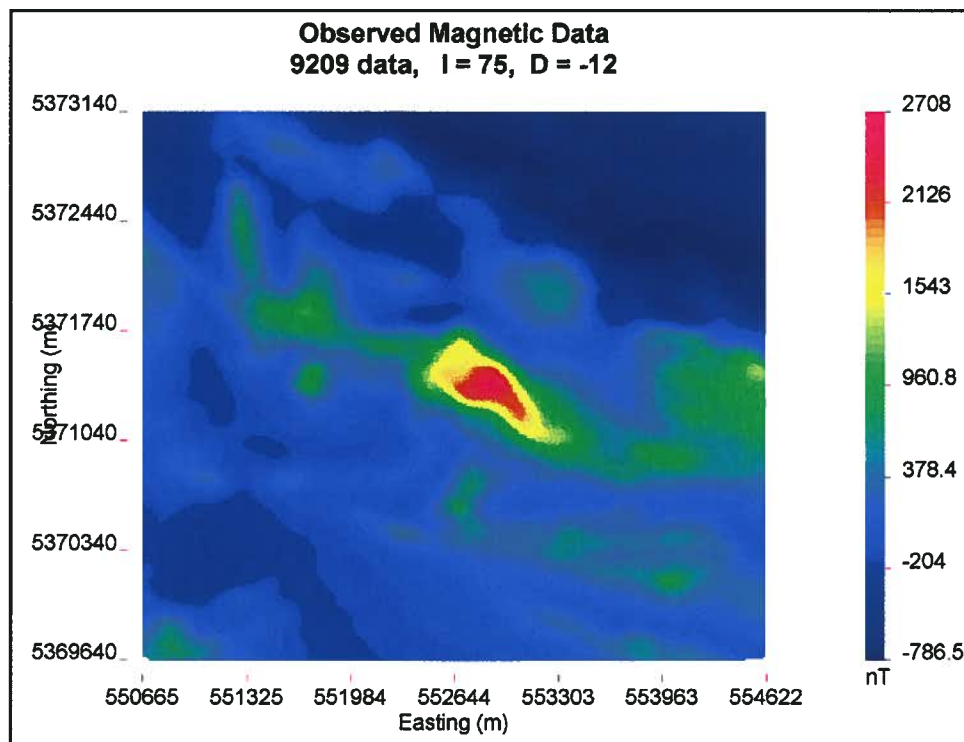 Observed Magnetic Data
9209 data, I = 75, D = -12
5373140
5372440
5371740
5371040
5370340
5369640
Northing (m)
550665 551325 551984 552644 553303 553963 554622
Easting (m)
2708
2126
1543
960.8
378.4
-204
-786.5
nT